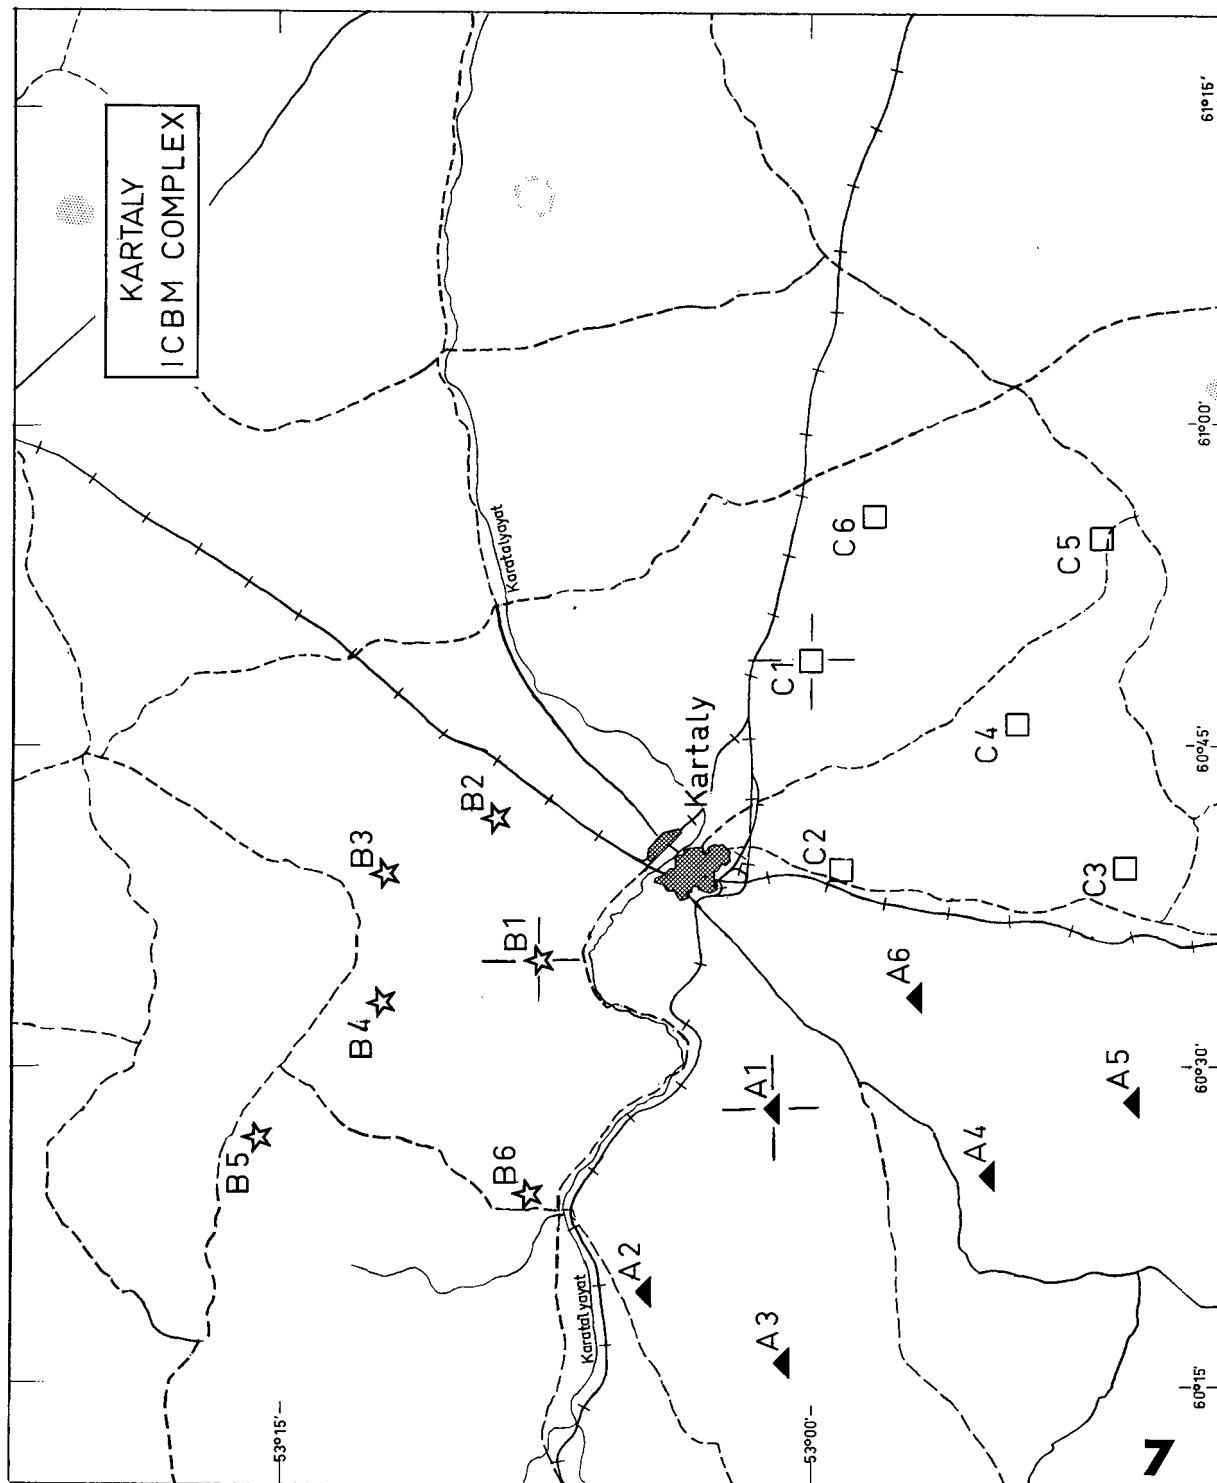 KARTALY
ICBM COMPLEX
61°15'
61°00'
60°45'
60°30'
60°15'
53°15'
53°00'
Karatalyayat
Karatalyayat
Kartaly
B1
B2
B3
B4
B5
B6
A1
A2
A3
A4
A5
A6
C1
C2
C3
C4
C5
C6
7